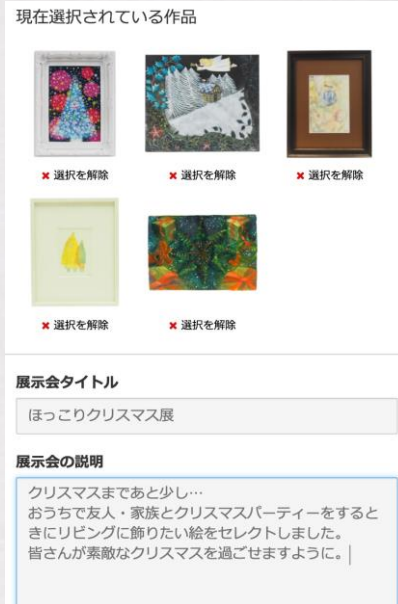 現在選択されている作品
✖ 選択を解除
✖ 選択を解除
✖ 選択を解除
✖ 選択を解除
✖ 選択を解除
展示会タイトル
ほっこりクリスマス展
展示会の説明
クリスマスまであと少し…
おうちで友人・家族とクリスマスパーティーをすると
きにリビングに飾りたい絵をセレクトしました。
皆さんが素敵なクリスマスを過ごせますように。